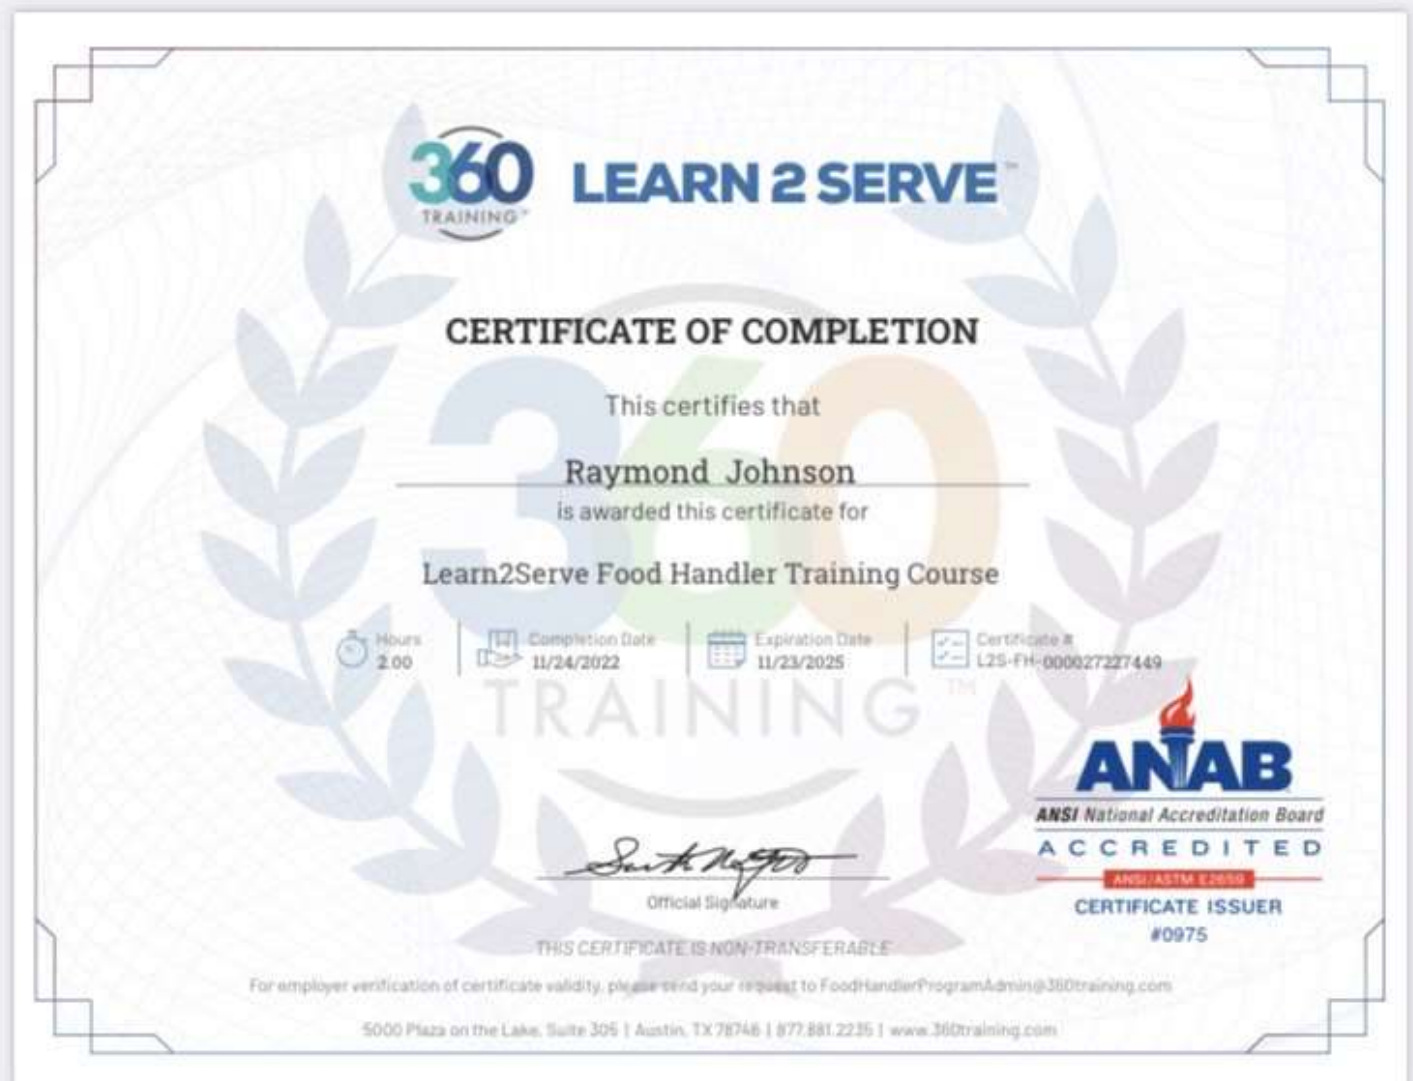 360
TRAINING™
LEARN 2 SERVE™
CERTIFICATE OF COMPLETION
This certifies that
Raymond Johnson
is awarded this certificate for
Learn2Serve Food Handler Training Course
Hours
2.00
Completion Date
11/24/2022
Expiration Date
11/23/2025
Certificate #
L2S-FH-000027227449
360
TRAINING™
ANAB
ANSI National Accreditation Board
ACCREDITED
ANSI/ASTM E2659
CERTIFICATE ISSUER
#0975
Official Signature
THIS CERTIFICATE IS NON-TRANSFERABLE
For employer verification of certificate validity, please send your request to FoodHandlerProgramAdmin@360training.com
5000 Plaza on the Lake, Suite 305 | Austin, TX 78746 | 877.881.2235 | www.360training.com